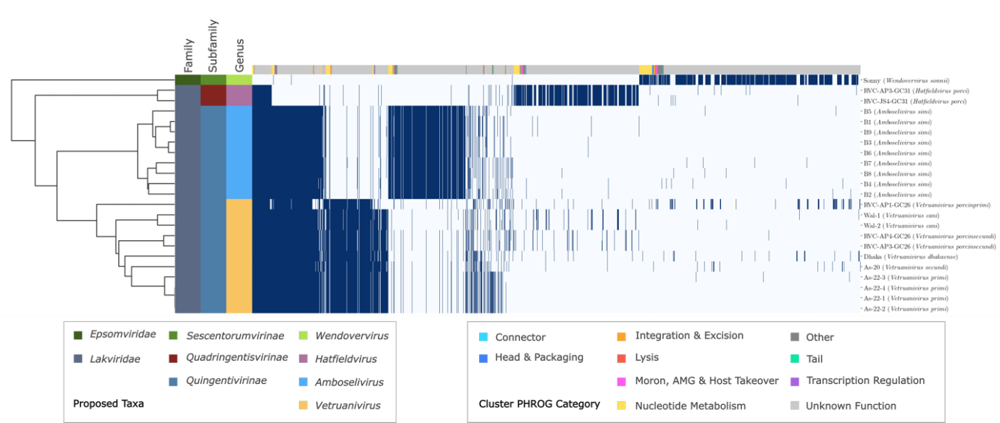 Family
Subfamily
Genus
Sonny (Wendovervirus sonnii)
RVC-AP3-GC31 (Hatfieldvirus porci)
RVC-JS4-GC31 (Hatfieldvirus porci)
B5 (Amboselivirus simi)
B1 (Amboselivirus simi)
B9 (Amboselivirus simi)
B3 (Amboselivirus simi)
B6 (Amboselivirus simi)
B7 (Amboselivirus simi)
B8 (Amboselivirus simi)
B4 (Amboselivirus simi)
B2 (Amboselivirus simi)
RVC-AP1-GC26 (Vetruanivirus porcinprimi)
Wal-1 (Vetruanivirus cani)
Wal-2 (Vetruanivirus cani)
RVC-AP4-GC26 (Vetruanivirus porcinsecundi)
RVC-AP3-GC26 (Vetruanivirus porcinsecundi)
Dhaka (Vetruanivirus dhakaense)
As-20 (Vetruanivirus secundi)
As-22-3 (Vetruanivirus primi)
As-22-4 (Vetruanivirus primi)
As-22-1 (Vetruanivirus primi)
As-22-2 (Vetruanivirus primi)
Epsomviridae
Sescentorumvirinae
Wendovervirus
Lakviridae
Quadringentisvirinae
Hatfieldvirus
Quingentivirinae
Amboselivirus
Proposed Taxa
Vetruanivirus
Connector
Integration & Excision
Other
Head & Packaging
Lysis
Tail
Moron, AMG & Host Takeover
Transcription Regulation
Cluster PHROG Category
Nucleotide Metabolism
Unknown Function